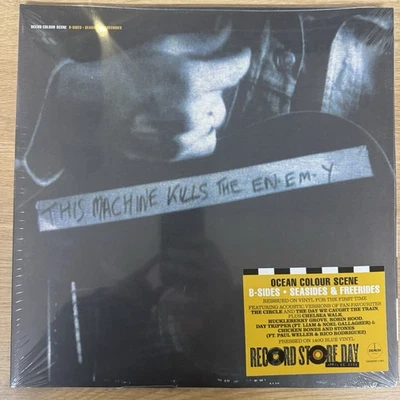 OCEAN COLOUR SCENE B-SIDES • SEASIDES & FREERIDES
THIS MACHINE KILLS THE EN.EM.Y
OCEAN COLOUR SCENE
B-SIDES • SEASIDES & FREERIDES
REISSUED ON VINYL FOR THE FIRST TIME
FEATURING ACOUSTIC VERSIONS OF FAN-FAVOURITES
THE CIRCLE AND THE DAY WE CAUGHT THE TRAIN,
PLUS CHELSEA WALK,
HUCKLEBERRY GROVE, ROBIN HOOD,
DAY TRIPPER (FT. LIAM & NOEL GALLAGHER) &
CHICKEN BONES AND STONES
(FT. PAUL WELLER & RICO RODRIGUEZ)
PRESSED ON 140G BLUE VINYL
RECORD STORE DAY